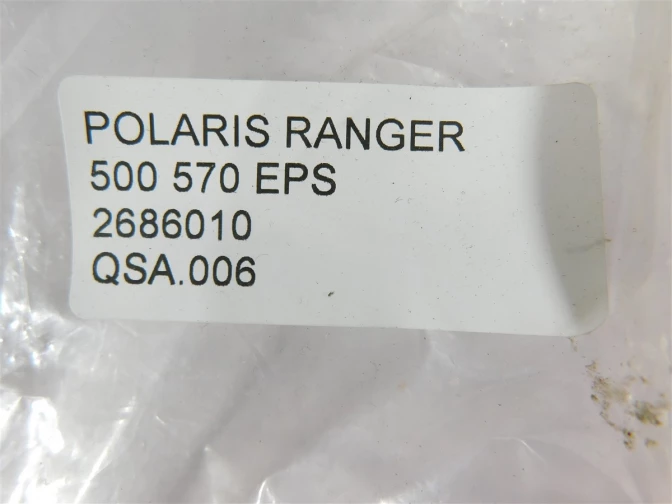 POLARIS RANGER
500 570 EPS
2686010
QSA.006